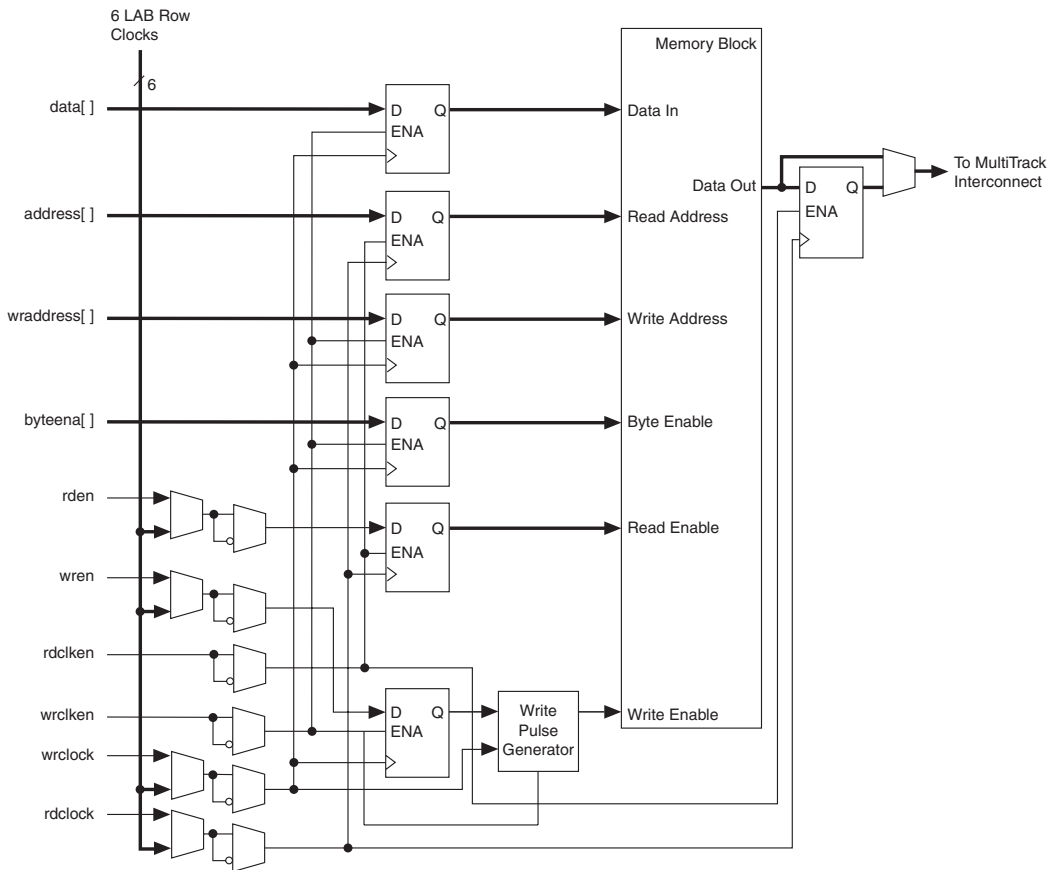 6 LAB Row
Clocks
6
data[ ]
D Q
ENA
Data In
Memory Block
Data Out
D Q
ENA
To MultiTrack
Interconnect
address[ ]
D Q
ENA
Read Address
wraddress[ ]
D Q
ENA
Write Address
byteena[ ]
D Q
ENA
Byte Enable
rden
D Q
ENA
Read Enable
wren
rdclken
wrclken
D Q
ENA
Write
Pulse
Generator
Write Enable
wrclock
rdclock